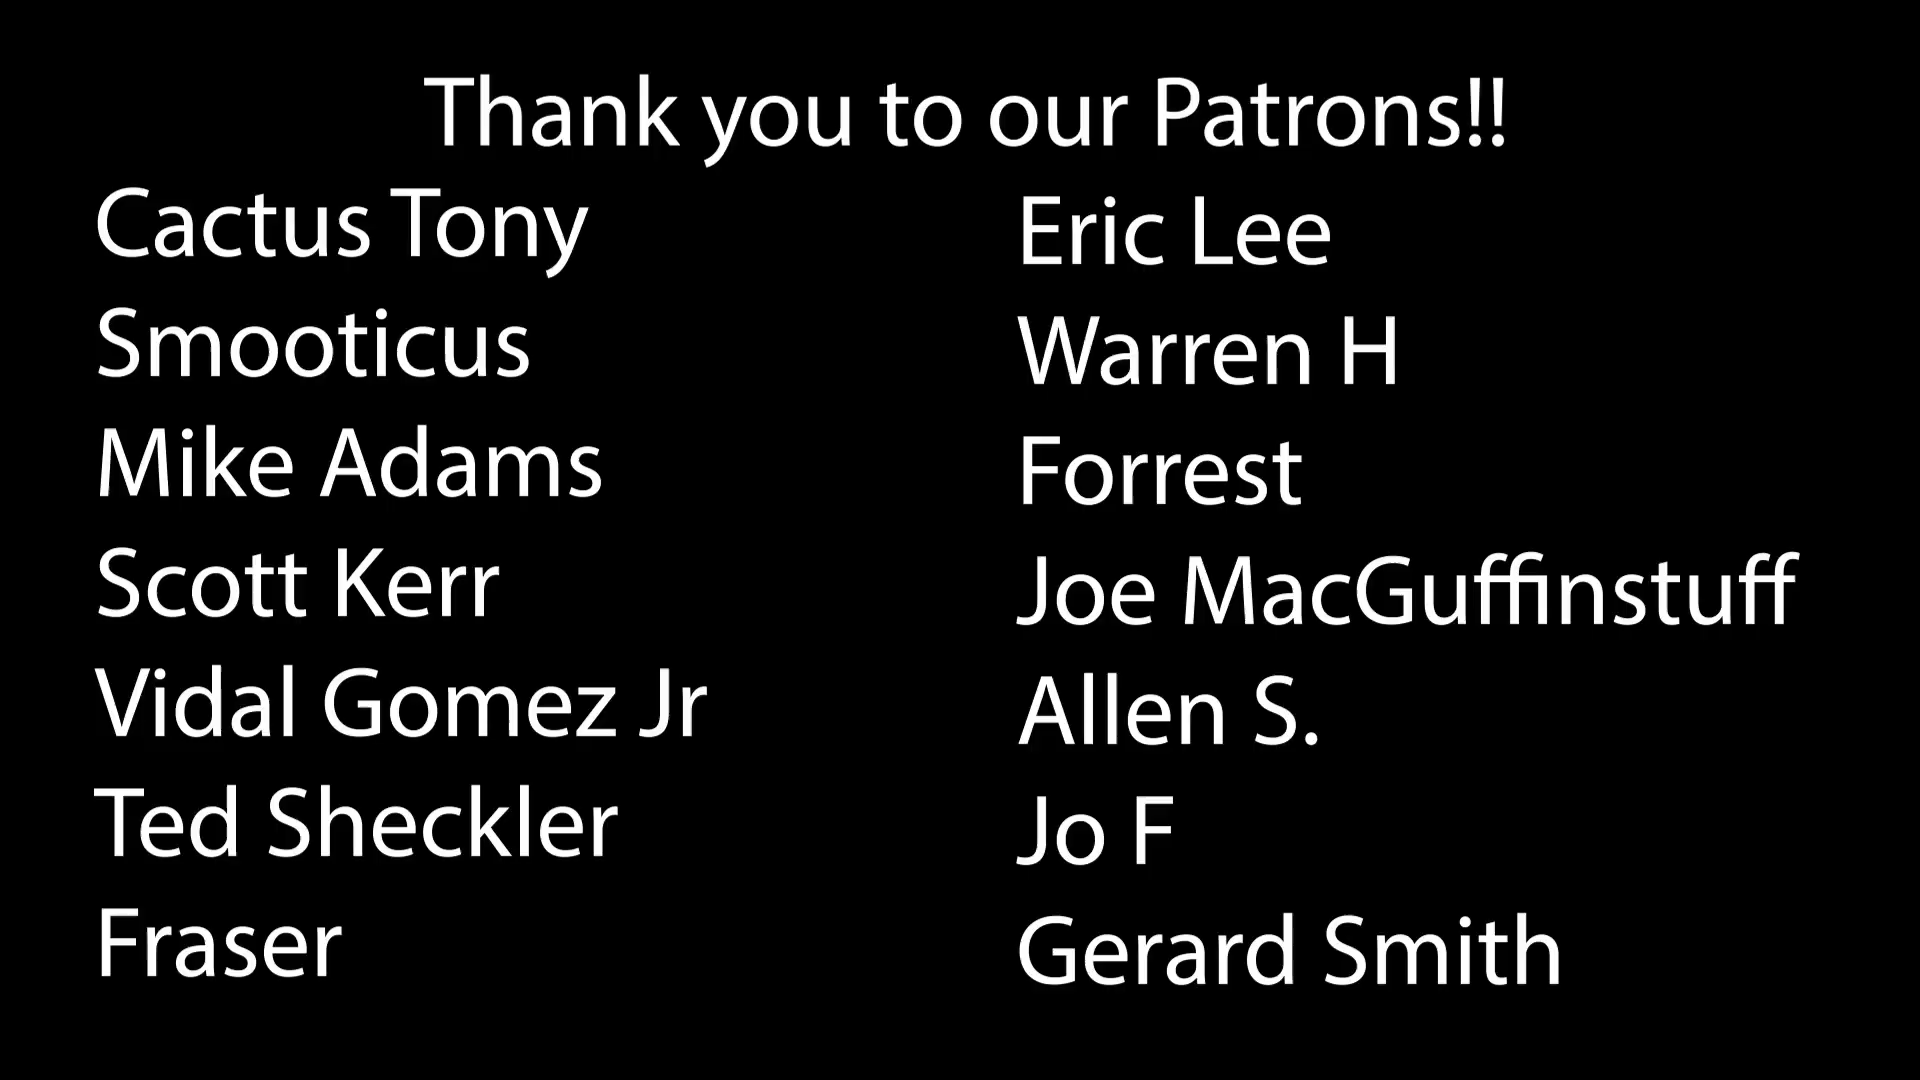 Thank you to our Patrons!!
Cactus Tony
Smooticus
Mike Adams
Scott Kerr
Vidal Gomez Jr
Ted Sheckler
Fraser
Eric Lee
Warren H
Forrest
Joe MacGuffinstuff
Allen S.
Jo F
Gerard Smith